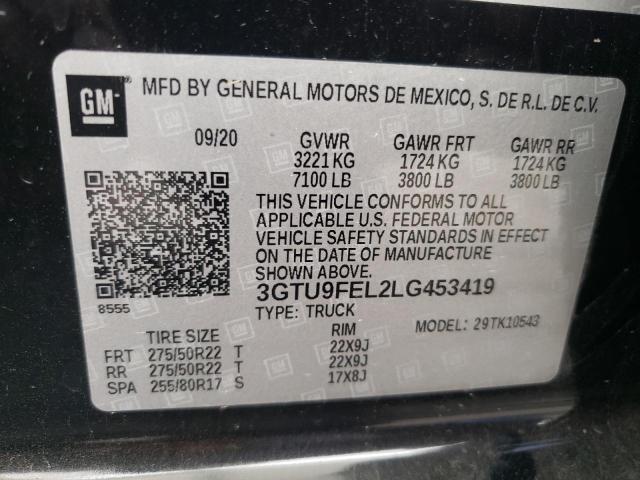 GM
MFD BY GENERAL MOTORS DE MEXICO, S. DE R.L. DE C.V.
09/20 GVWR GAWR FRT GAWR RR
3221 KG 1724 KG 1724 KG
7100 LB 3800 LB 3800 LB
THIS VEHICLE CONFORMS TO ALL
APPLICABLE U.S. FEDERAL MOTOR
VEHICLE SAFETY STANDARDS IN EFFECT
ON THE DATE OF MANUFACTURE
SHOWN ABOVE.
8555 3GTU9FEL2LG453419
TYPE: TRUCK MODEL: 29TK10543
TIRE SIZE RIM
FRT 275/50R22 T 22X9J
RR 275/50R22 T 22X9J
SPA 255/80R17 S 17X8J